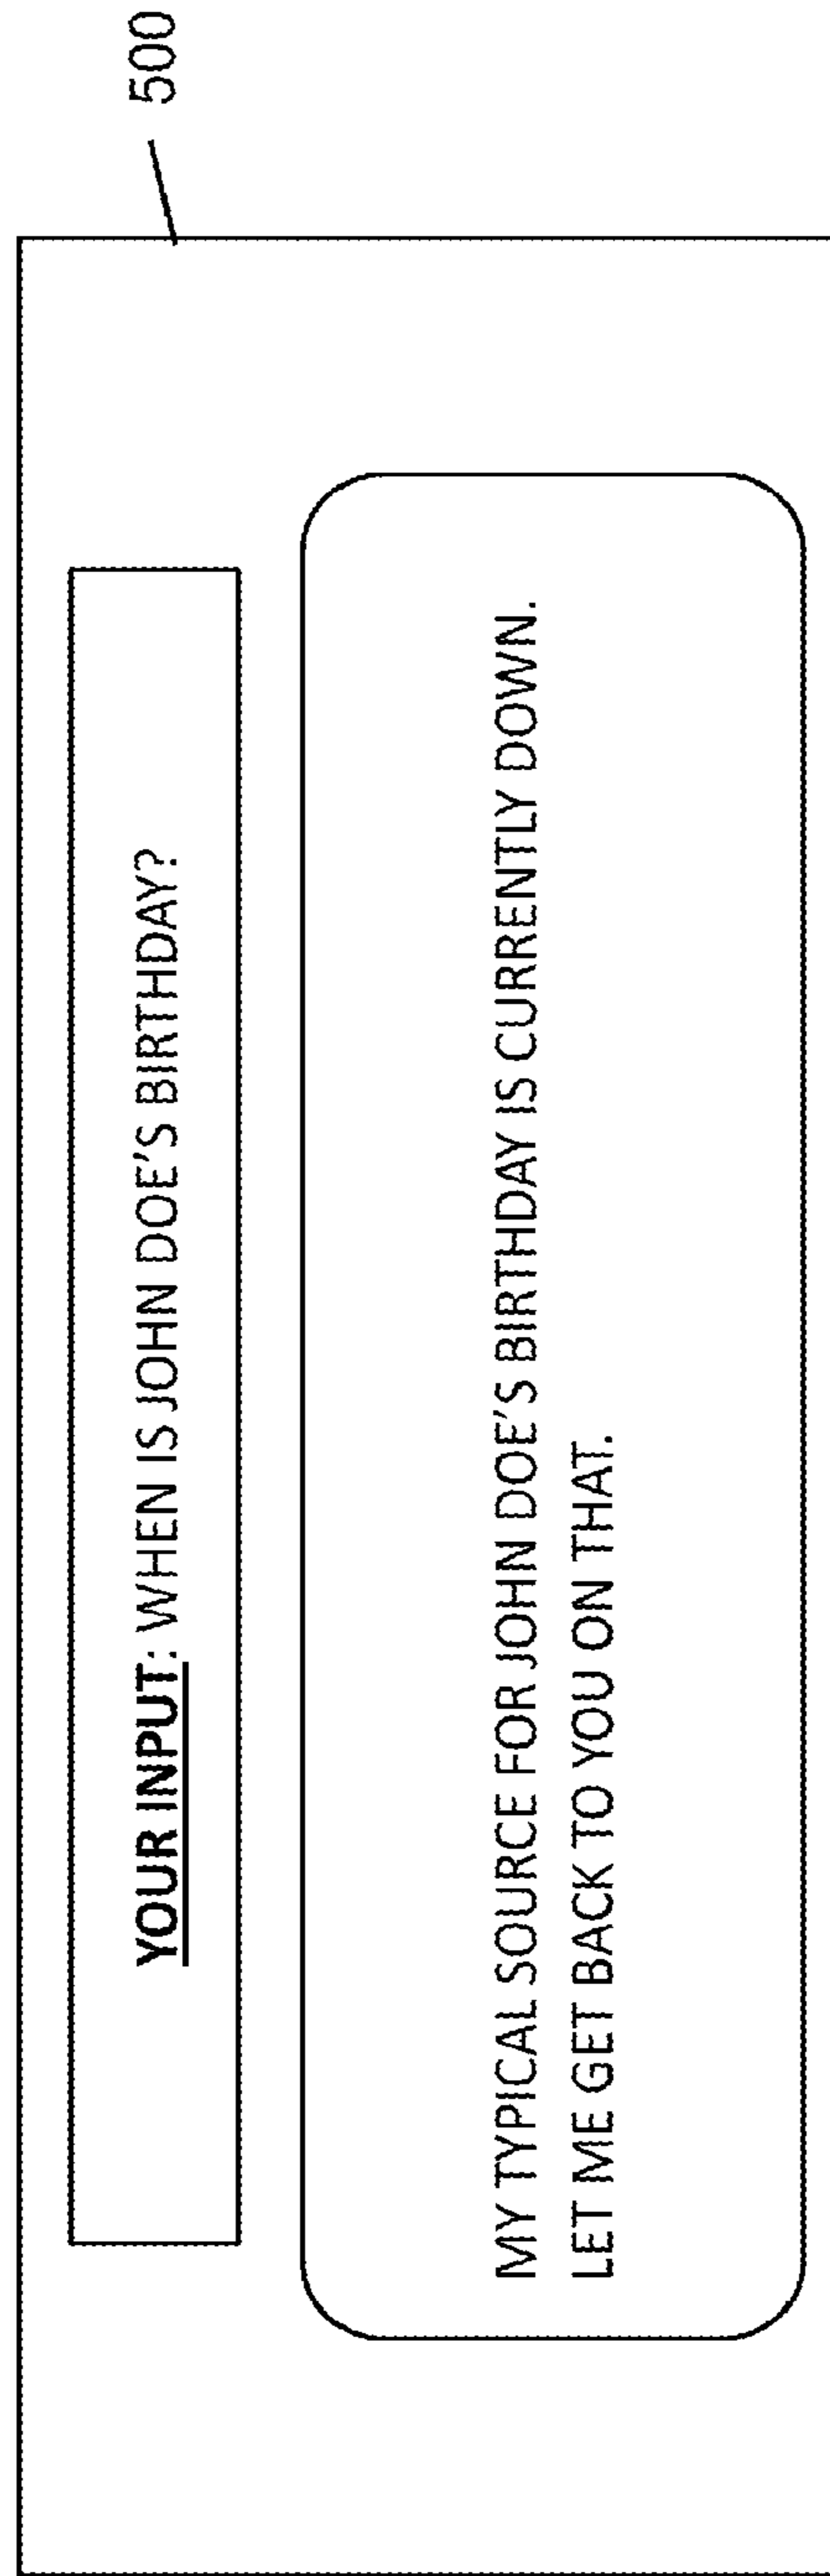 500
YOUR INPUT: WHEN IS JOHN DOE'S BIRTHDAY?
MY TYPICAL SOURCE FOR JOHN DOE'S BIRTHDAY IS CURRENTLY DOWN.
LET ME GET BACK TO YOU ON THAT.